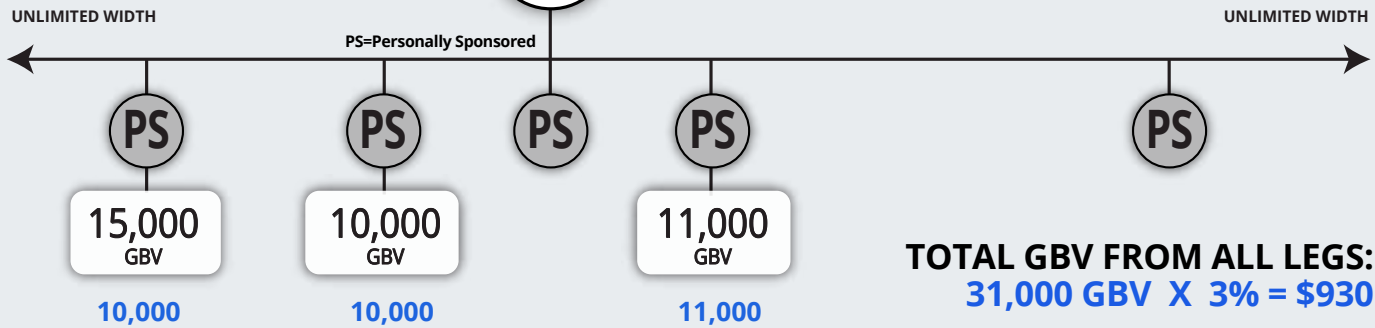 UNLIMITED WIDTH
UNLIMITED WIDTH
PS=Personally Sponsored
PS
PS
PS
PS
PS
15,000
GBV
10,000
GBV
11,000
GBV
TOTAL GBV FROM ALL LEGS:
31,000 GBV X 3% = $930
10,000
10,000
11,000